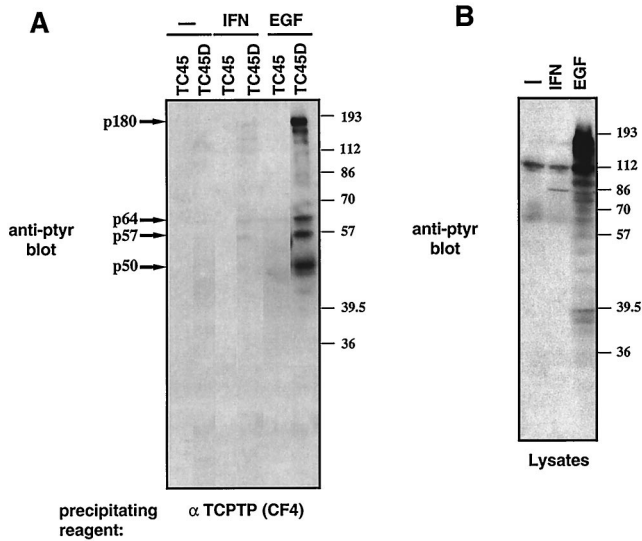 A
— IFN EGF
TC45 TC45D TC45 TC45D TC45 TC45D
p180
p64
p57
p50
anti-ptyr
blot
193
112
86
70
57
39.5
36
precipitating
reagent:
α TCPTP (CF4)
B
— IFN EGF
anti-ptyr
blot
193
112
86
70
57
39.5
36
Lysates